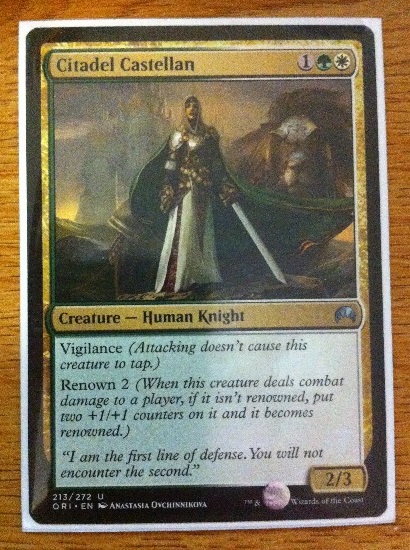 Citadel Castellan 1
Creature — Human Knight
Vigilance (Attacking doesn't cause this
creature to tap.)
Renown 2 (When this creature deals combat
damage to a player, if it isn't renowned, put
two +1/+1 counters on it and it becomes
renowned.)
"I am the first line of defense. You will not
encounter the second."
2/3
213/272 U
ORI • EN Anastasia Ovchinnikova
™ & Wizards of the Coast